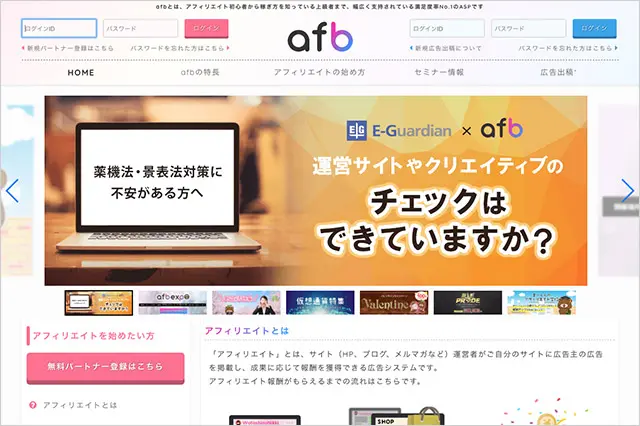 afbとは、アフィリエイト初心者から稼ぎ方を知っている上級者まで、幅広く支持されている満足度率No.1のASPです
ログインID
パスワード
ログイン
新規パートナー登録はこちら
パスワードを忘れた方はこちら
afb
ログインID
パスワード
ログイン
新規広告出稿について
パスワードを忘れた方はこちら
HOME
afbの特長
アフィリエイトの始め方
セミナー情報
広告出稿
薬機法・景表法対策に
不安がある方へ
EG E-Guardian × afb
運営サイトやクリエイティブの
チェックは
できていますか?
afb expo
仮想通貨特集
Valentine
アフィリエイトを始めたい方
無料パートナー登録はこちら
アフィリエイトとは
アフィリエイトとは
「アフィリエイト」とは、サイト（HP、ブログ、メルマガなど）運営者がご自分のサイトに広告主の広告
を掲載し、成果に応じて報酬を獲得できる広告システムです。
アフィリエイト報酬がもらえるまでの流れはこちらです。
SHOP